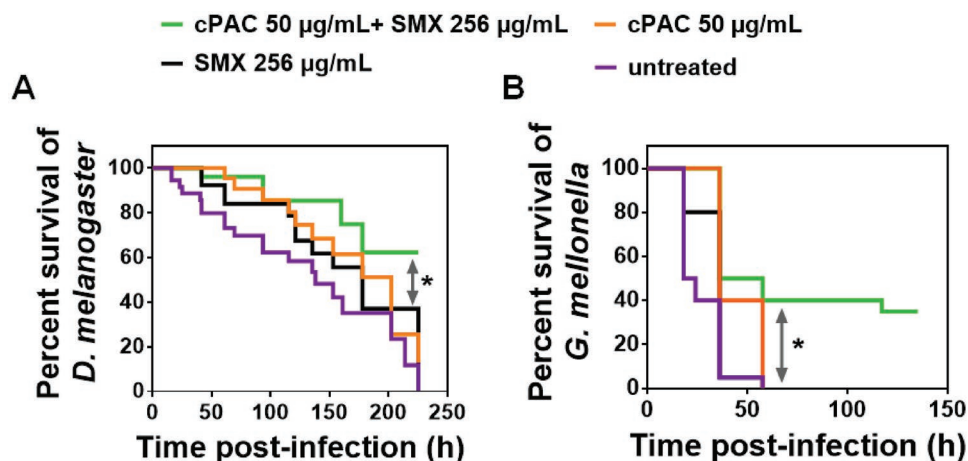 cPAC 50 µg/mL+ SMX 256 µg/mL
cPAC 50 µg/mL
SMX 256 µg/mL
untreated
A
Percent survival of
D. melanogaster
100
80
60
40
20
0
*
0 50 100 150 200 250
Time post-infection (h)
B
Percent survival of
G. mellonella
100
80
60
40
20
0
*
0 50 100 150
Time post-infection (h)